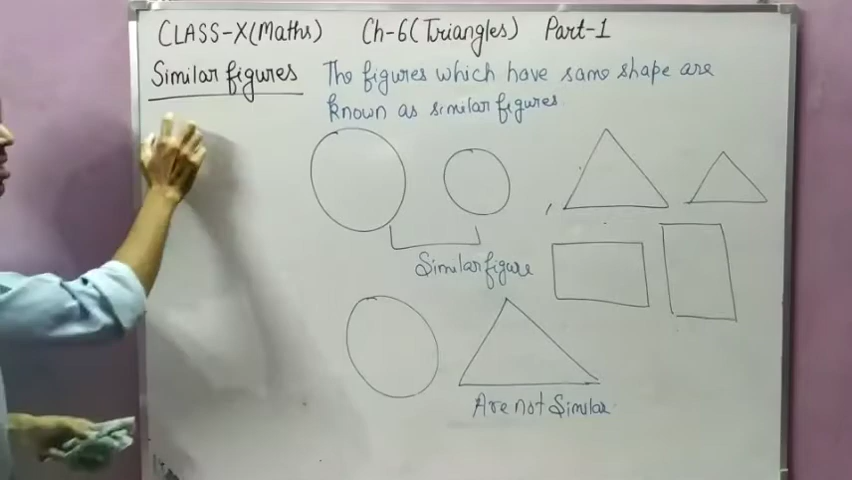 CLASS-X(Maths) Ch-6(Triangles) Part-1
Similar figures The figures which have same shape are
known as similar figures
Similar figure
Are not Similar